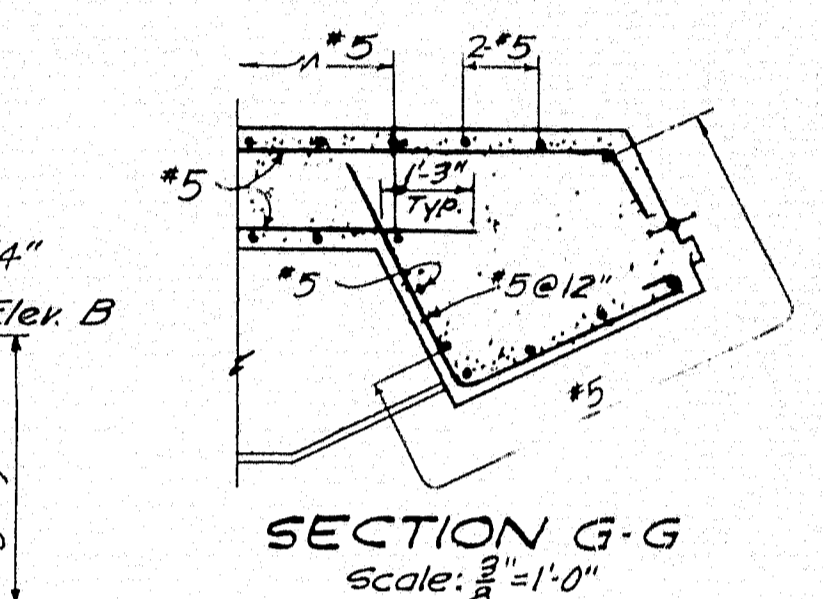 #5
2-#5
#5
1'-3"
Typ.
4"
Elev. B
#5
#5@12"
#5
SECTION G-G
Scale: 3/8"=1'-0"